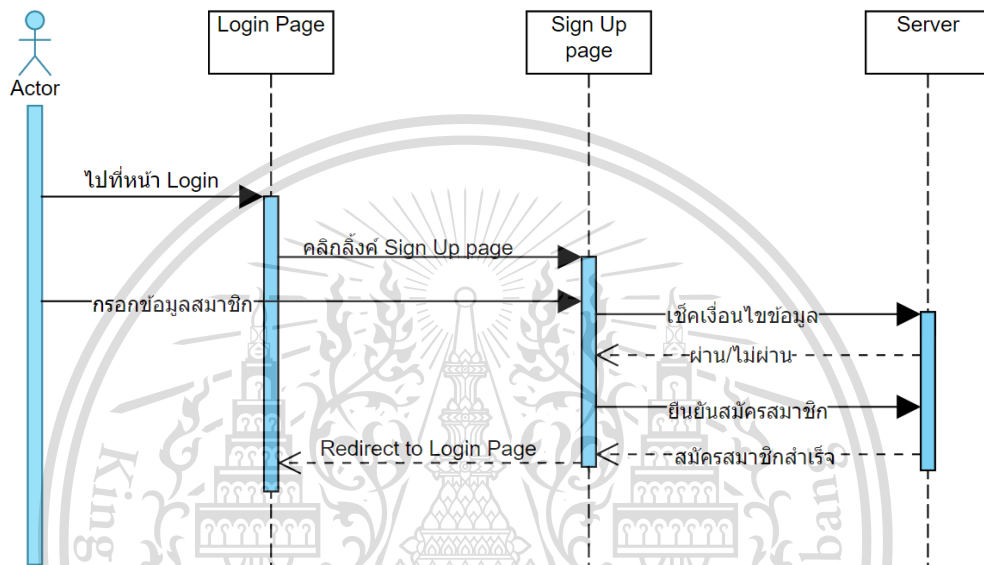 Login Page
Sign Up
page
Server
Actor
ไปที่หน้า Login
คลิกลิ้งค์ Sign Up page
กรอกข้อมูลสมาชิก
เช็คเงื่อนไขข้อมูล
ผ่าน/ไม่ผ่าน
ยืนยันสมัครสมาชิก
Redirect to Login Page
สมัครสมาชิกสำเร็จ
King
bang